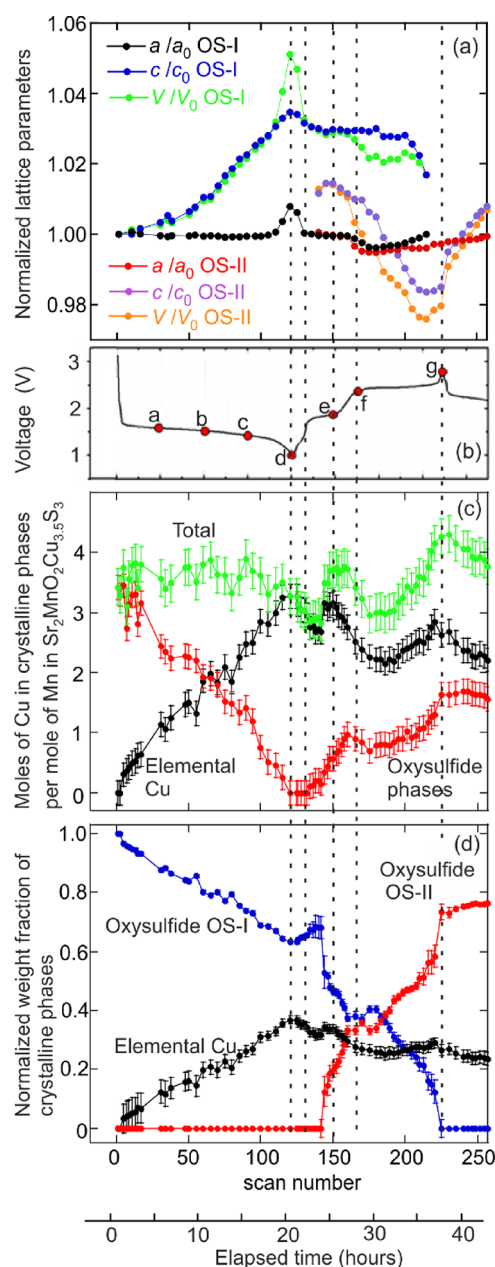 1.06
1.04
1.02
1.00
0.98
Normalized lattice parameters
(a)
a/a0 OS-I
c/c0 OS-I
V/V0 OS-I
a/a0 OS-II
c/c0 OS-II
V/V0 OS-II
3
2
1
Voltage (V)
a
b
c
d
e
f
g
(b)
(c)
4
3
2
1
0
Moles of Cu in crystalline phases
per mole of Mn in Sr2MnO2Cu3.5S3
Total
Elemental
Cu
Oxysulfide
phases
1.0
0.8
0.6
0.4
0.2
0
Normalized weight fraction of
crystalline phases
(d)
Oxysulfide
OS-II
Oxysulfide OS-I
Elemental Cu
0 50 100 150 200 250
scan number
0 10 20 30 40
Elapsed time (hours)